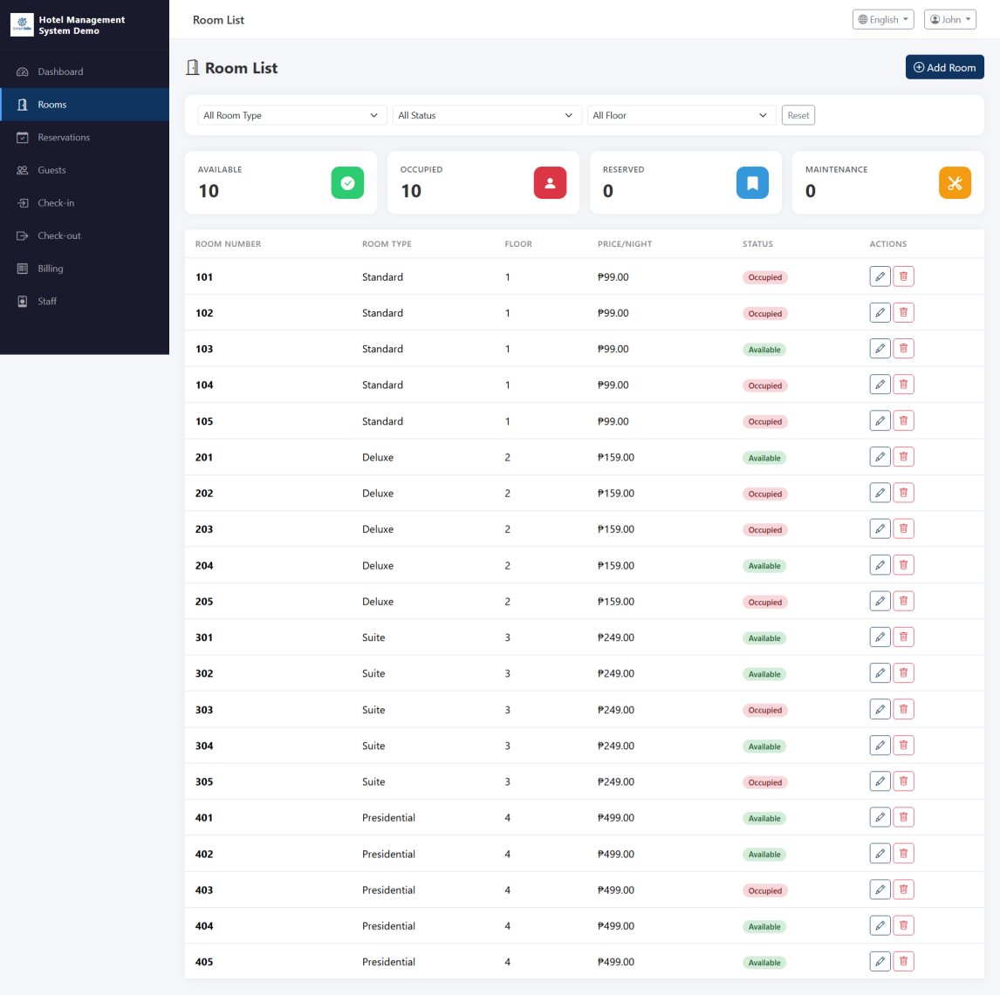 Hotel Management
System Demo
Room List
English
John
Dashboard
Rooms
Reservations
Guests
Check-in
Check-out
Billing
Staff
Room List
Add Room
All Room Type
All Status
All Floor
Reset
AVAILABLE
10
OCCUPIED
10
RESERVED
0
MAINTENANCE
0
ROOM NUMBER ROOM TYPE FLOOR PRICE/NIGHT STATUS ACTIONS
101 Standard 1 ₱99.00 Occupied
102 Standard 1 ₱99.00 Occupied
103 Standard 1 ₱99.00 Available
104 Standard 1 ₱99.00 Occupied
105 Standard 1 ₱99.00 Occupied
201 Deluxe 2 ₱159.00 Available
202 Deluxe 2 ₱159.00 Occupied
203 Deluxe 2 ₱159.00 Occupied
204 Deluxe 2 ₱159.00 Available
205 Deluxe 2 ₱159.00 Occupied
301 Suite 3 ₱249.00 Available
302 Suite 3 ₱249.00 Available
303 Suite 3 ₱249.00 Occupied
304 Suite 3 ₱249.00 Available
305 Suite 3 ₱249.00 Occupied
401 Presidential 4 ₱499.00 Available
402 Presidential 4 ₱499.00 Available
403 Presidential 4 ₱499.00 Occupied
404 Presidential 4 ₱499.00 Available
405 Presidential 4 ₱499.00 Available